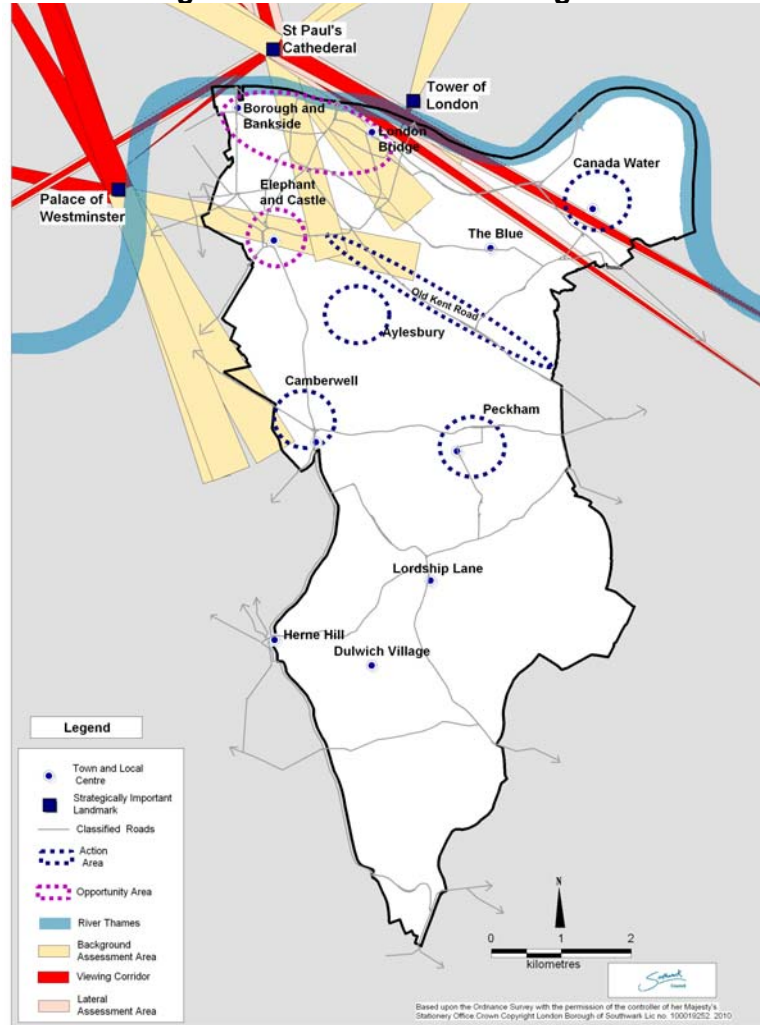 St Paul's
Cathederal
Tower of
London
Borough and
Bankside
London
Bridge
Canada Water
Palace of
Westminster
Elephant
and Castle
The Blue
Old Kent Road
Aylesbury
Camberwell
Peckham
Lordship Lane
Herne Hill
Dulwich Village
Legend
Town and Local
Centre
Strategically Important
Landmark
Classified Roads
Action
Area
Opportunity Area
River Thames
Background
Assessment Area
Viewing Corridor
Lateral
Assessment Area
N
0 1 2
kilometres
Southwark
Council
Based upon the Ordnance Survey with the permission of the controller of her Majesty's
Stationery Office Crown Copyright London Borough of Southwark Lic no. 100019252. 2010